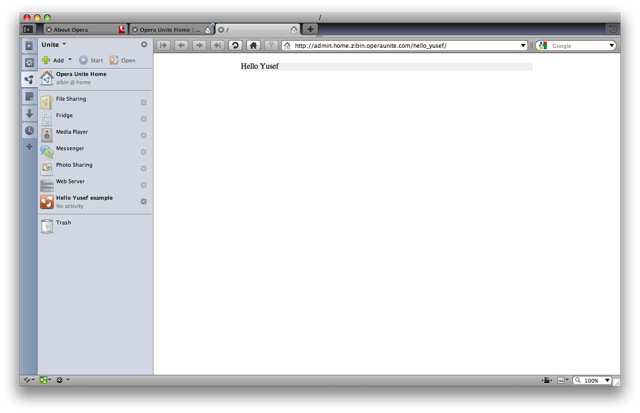 /
About Opera
Opera Unite Home | ...
/
Unite
http://admin.home.zibin.operaunite.com/hello_yusef/
Google
Add
Start
Open
Hello Yusef
Opera Unite Home
zibin @ home
File Sharing
Fridge
Media Player
Messenger
Photo Sharing
Web Server
Hello Yusef example
No activity
Trash
100%